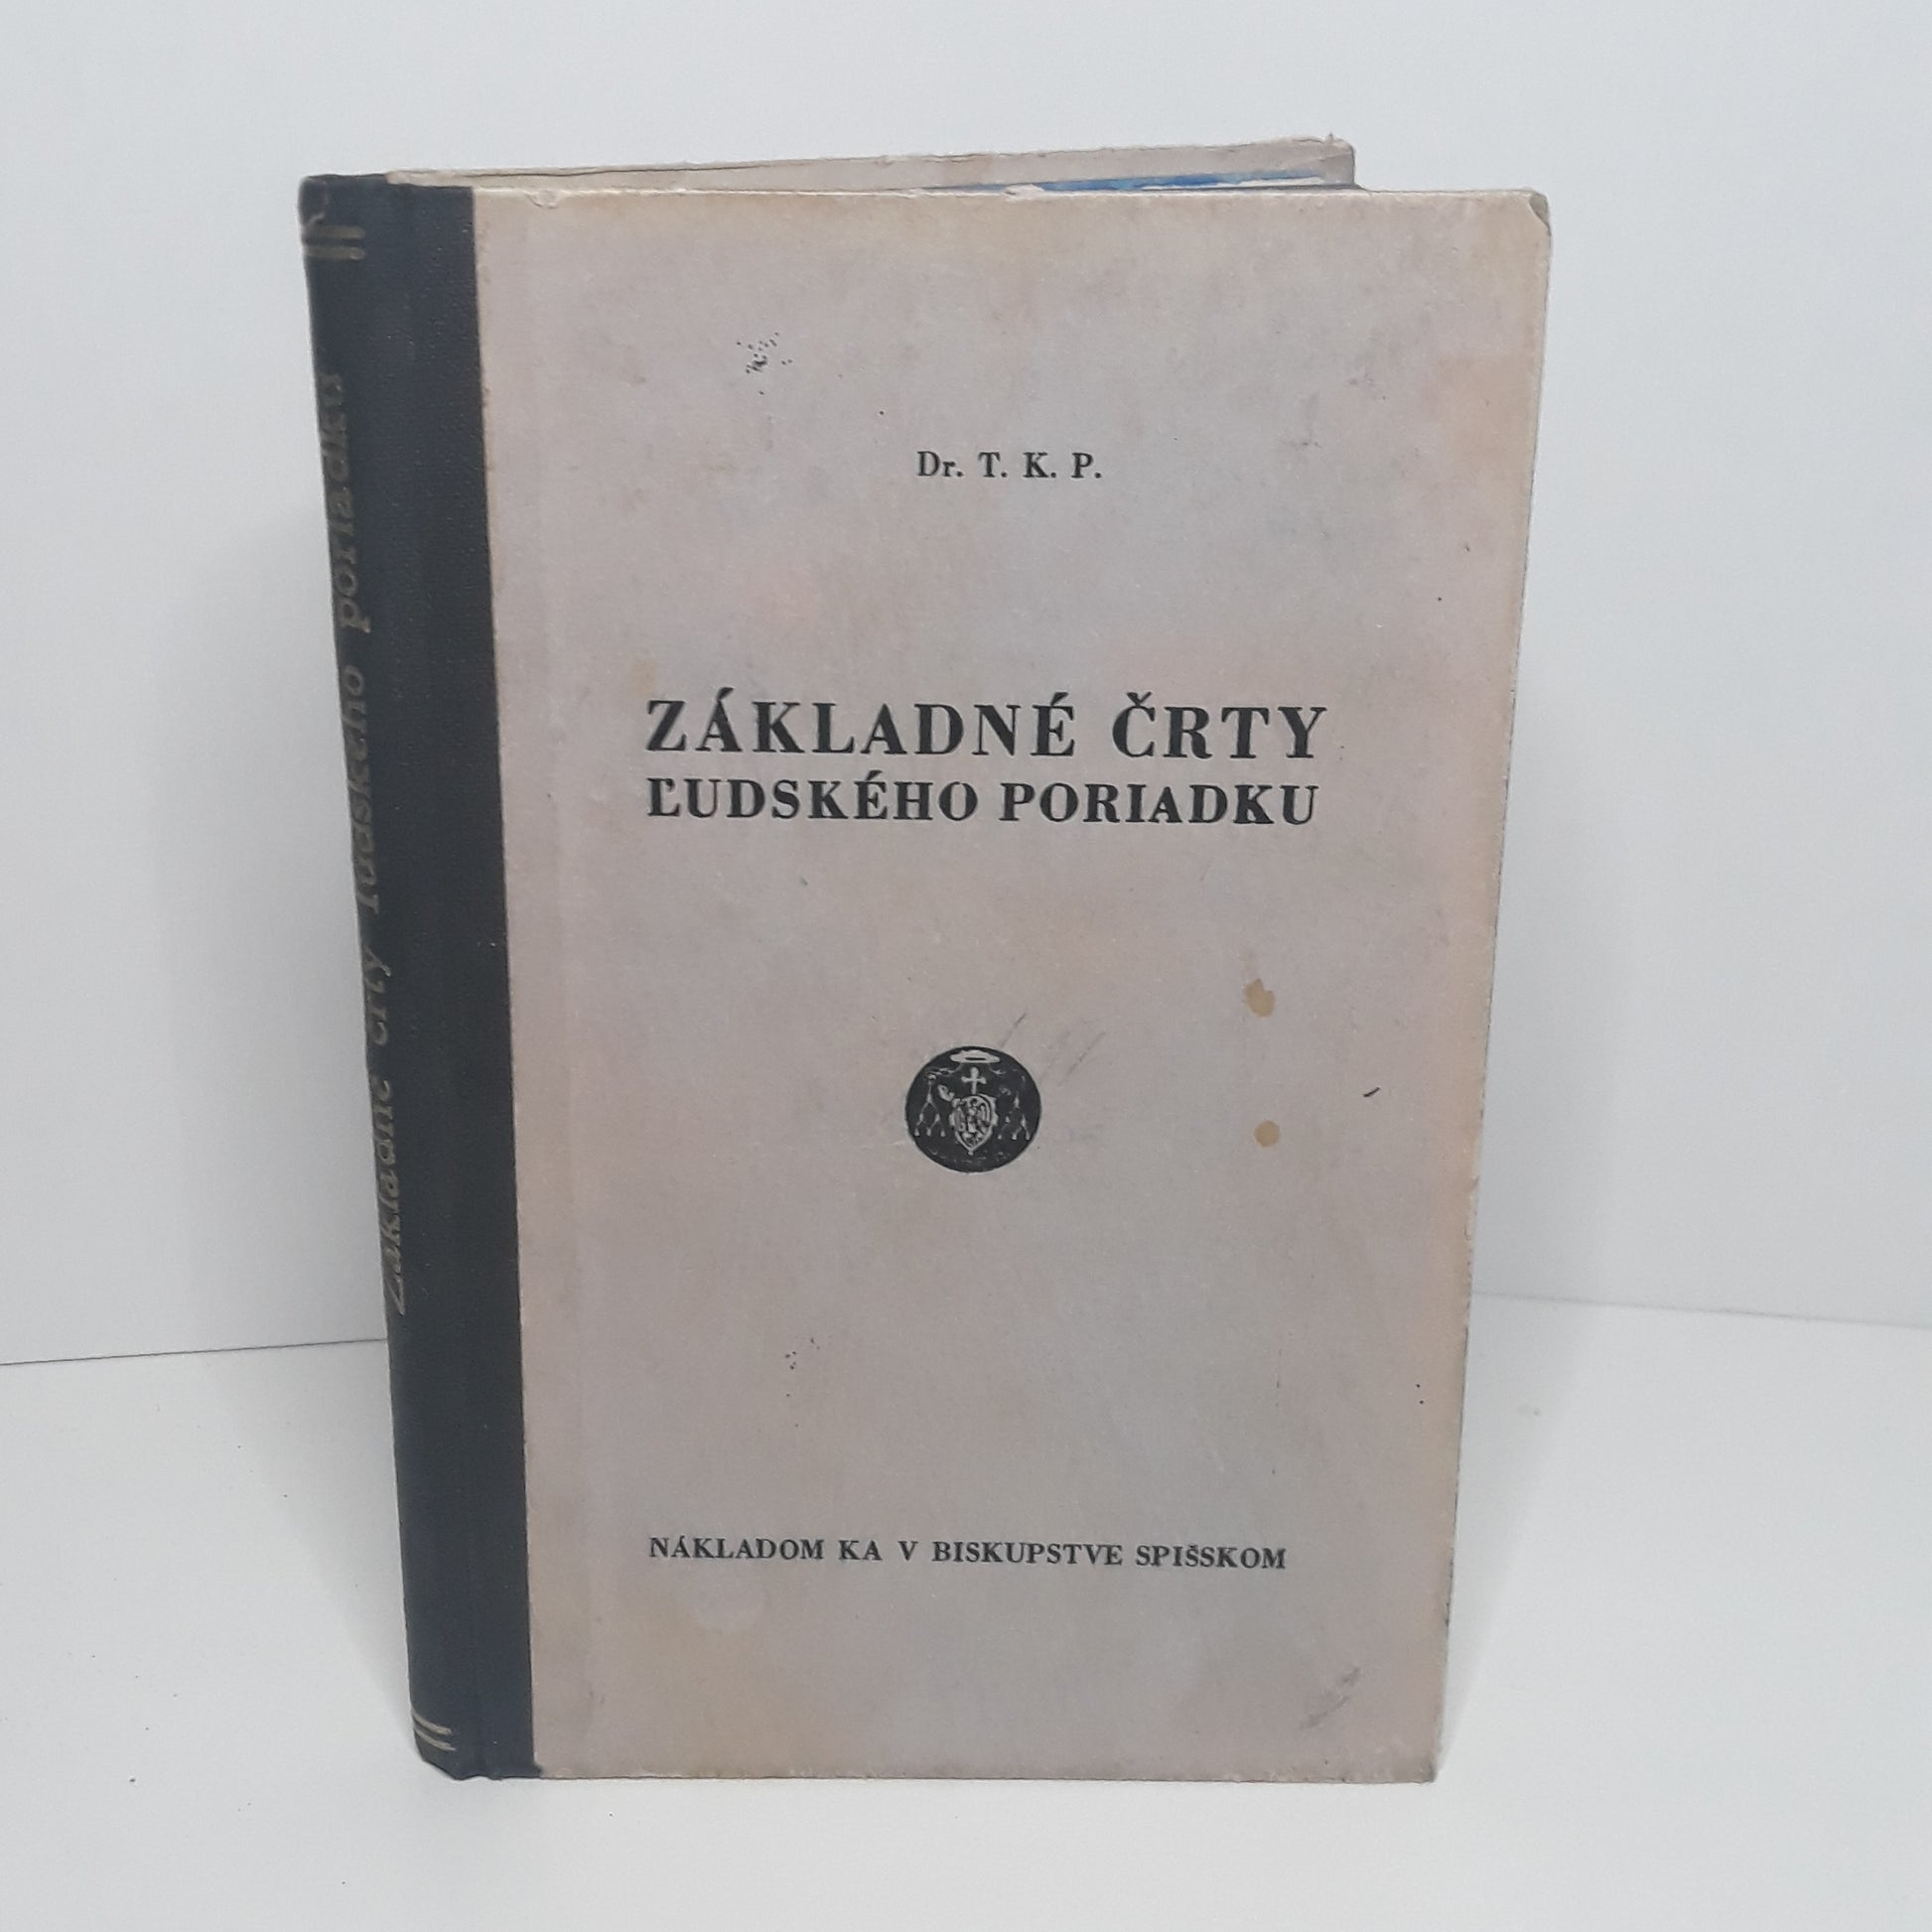 Dr. T. K. P.
ZÁKLADNÉ ČRTY
ĽUDSKÉHO PORIADKU
NÁKLADOM KA V BISKUPSTVE SPIŠSKOM
Základné črty ľudského poriadku